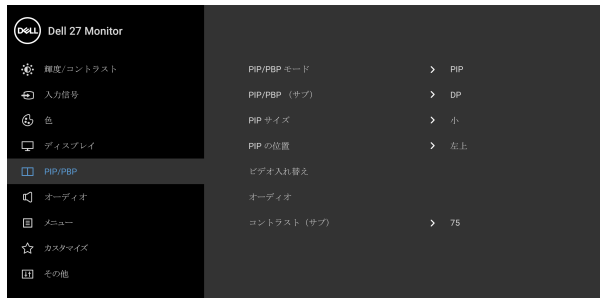 DELL Dell 27 Monitor
輝度/コントラスト
入力信号
色
ディスプレイ
PIP/PBP
オーディオ
メニュー
カスタマイズ
その他
PIP/PBP モード > PIP
PIP/PBP （サブ） > DP
PIP サイズ > 小
PIP の位置 > 左上
ビデオ入れ替え
オーディオ
コントラスト（サブ） > 75